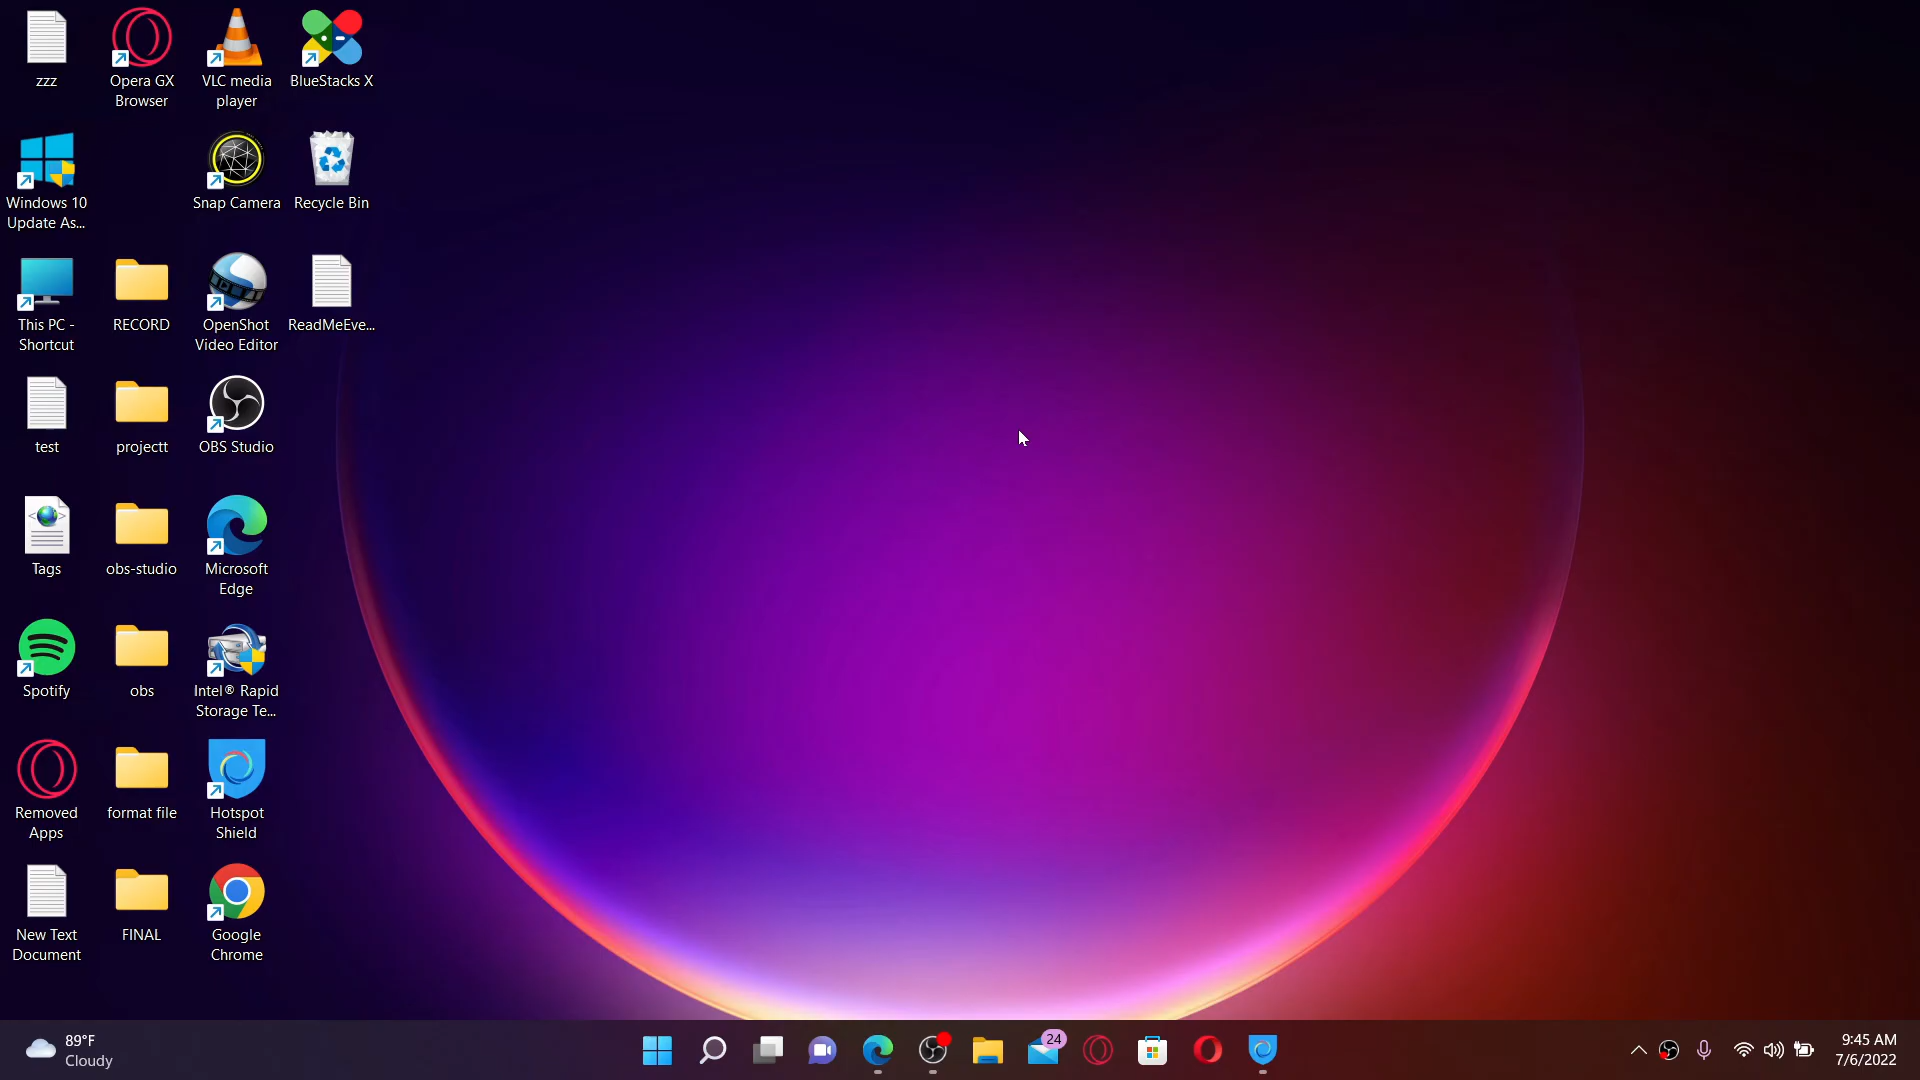 zzz
Opera GX
Browser
VLC media
player
BlueStacks X
Windows 10
Update As...
Snap Camera
Recycle Bin
This PC -
Shortcut
RECORD
OpenShot
Video Editor
ReadMeEve...
test
projectt
OBS Studio
Tags
obs-studio
Microsoft
Edge
Spotify
obs
Intel® Rapid
Storage Te...
Removed
Apps
format file
Hotspot
Shield
New Text
Document
FINAL
Google
Chrome
89°F
Cloudy
24
9:45 AM
7/6/2022